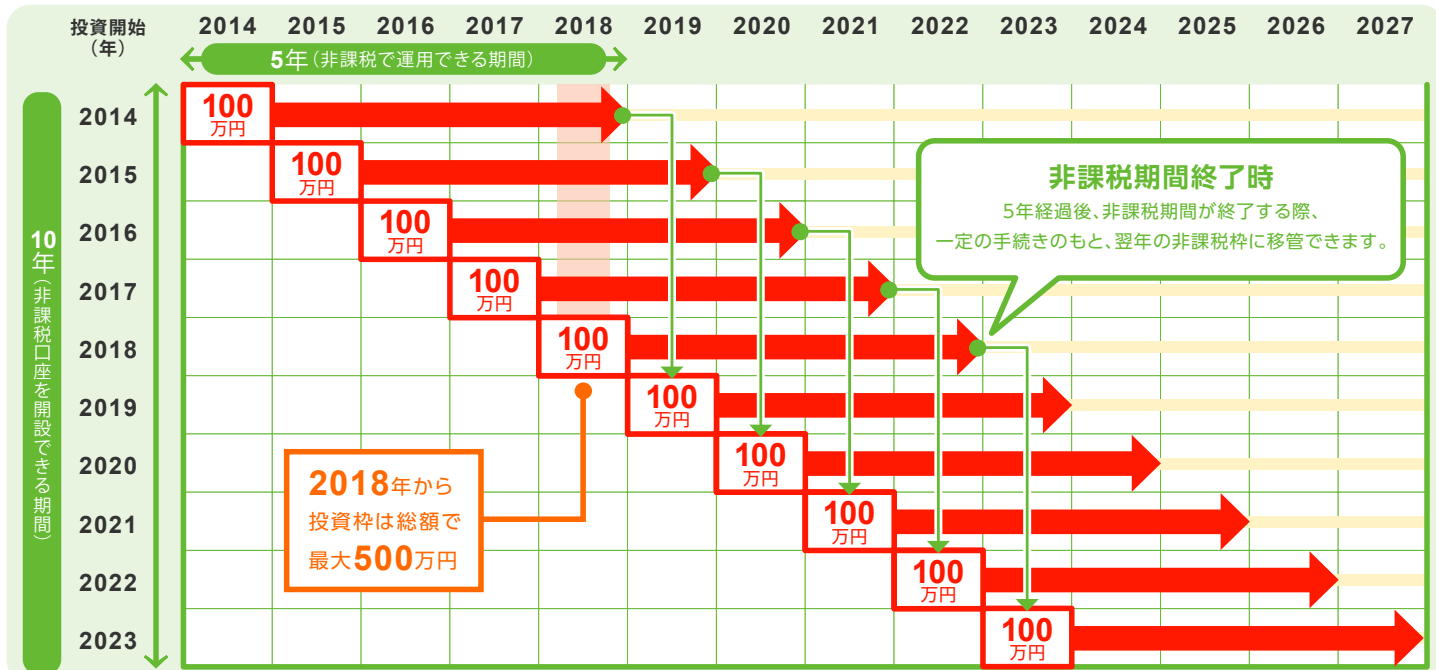 投資開始
(年)
2014 2015 2016 2017 2018 2019 2020 2021 2022 2023 2024 2025 2026 2027
5年(非課税で運用できる期間)
10年(非課税口座を開設できる期間)
2014
100
万円
2015
100
万円
2016
100
万円
2017
100
万円
2018
100
万円
2019
100
万円
2020
100
万円
2021
100
万円
2022
100
万円
2023
100
万円
非課税期間終了時
5年経過後、非課税期間が終了する際、
一定の手続きのもと、翌年の非課税枠に移管できます。
2018年から
投資枠は総額で
最大500万円